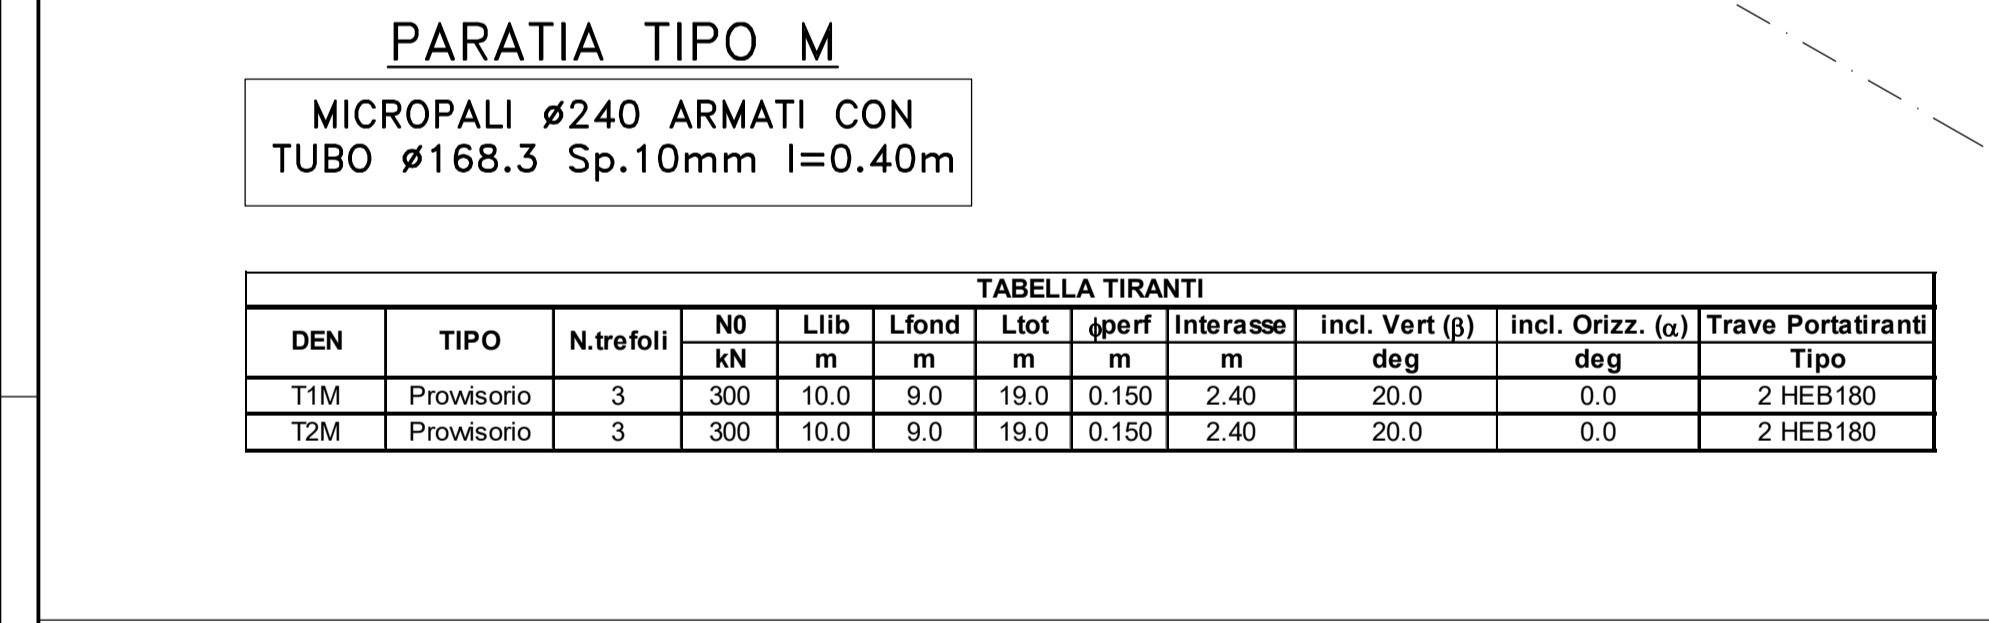 PARATIA TIPO M
MICROPALI ø240 ARMATI CON
TUBO ø168.3 Sp.10mm I=0.40m
TABELLA TIRANTI
DEN TIPO N.trefoli N0 Llib Lfond Ltot ϕperf Interasse incl. Vert (β) incl. Orizz. (α) Trave Portatiranti
kN m m m m m deg deg Tipo
T1M Provvisorio 3 300 10.0 9.0 19.0 0.150 2.40 20.0 0.0 2 HEB180
T2M Provvisorio 3 300 10.0 9.0 19.0 0.150 2.40 20.0 0.0 2 HEB180